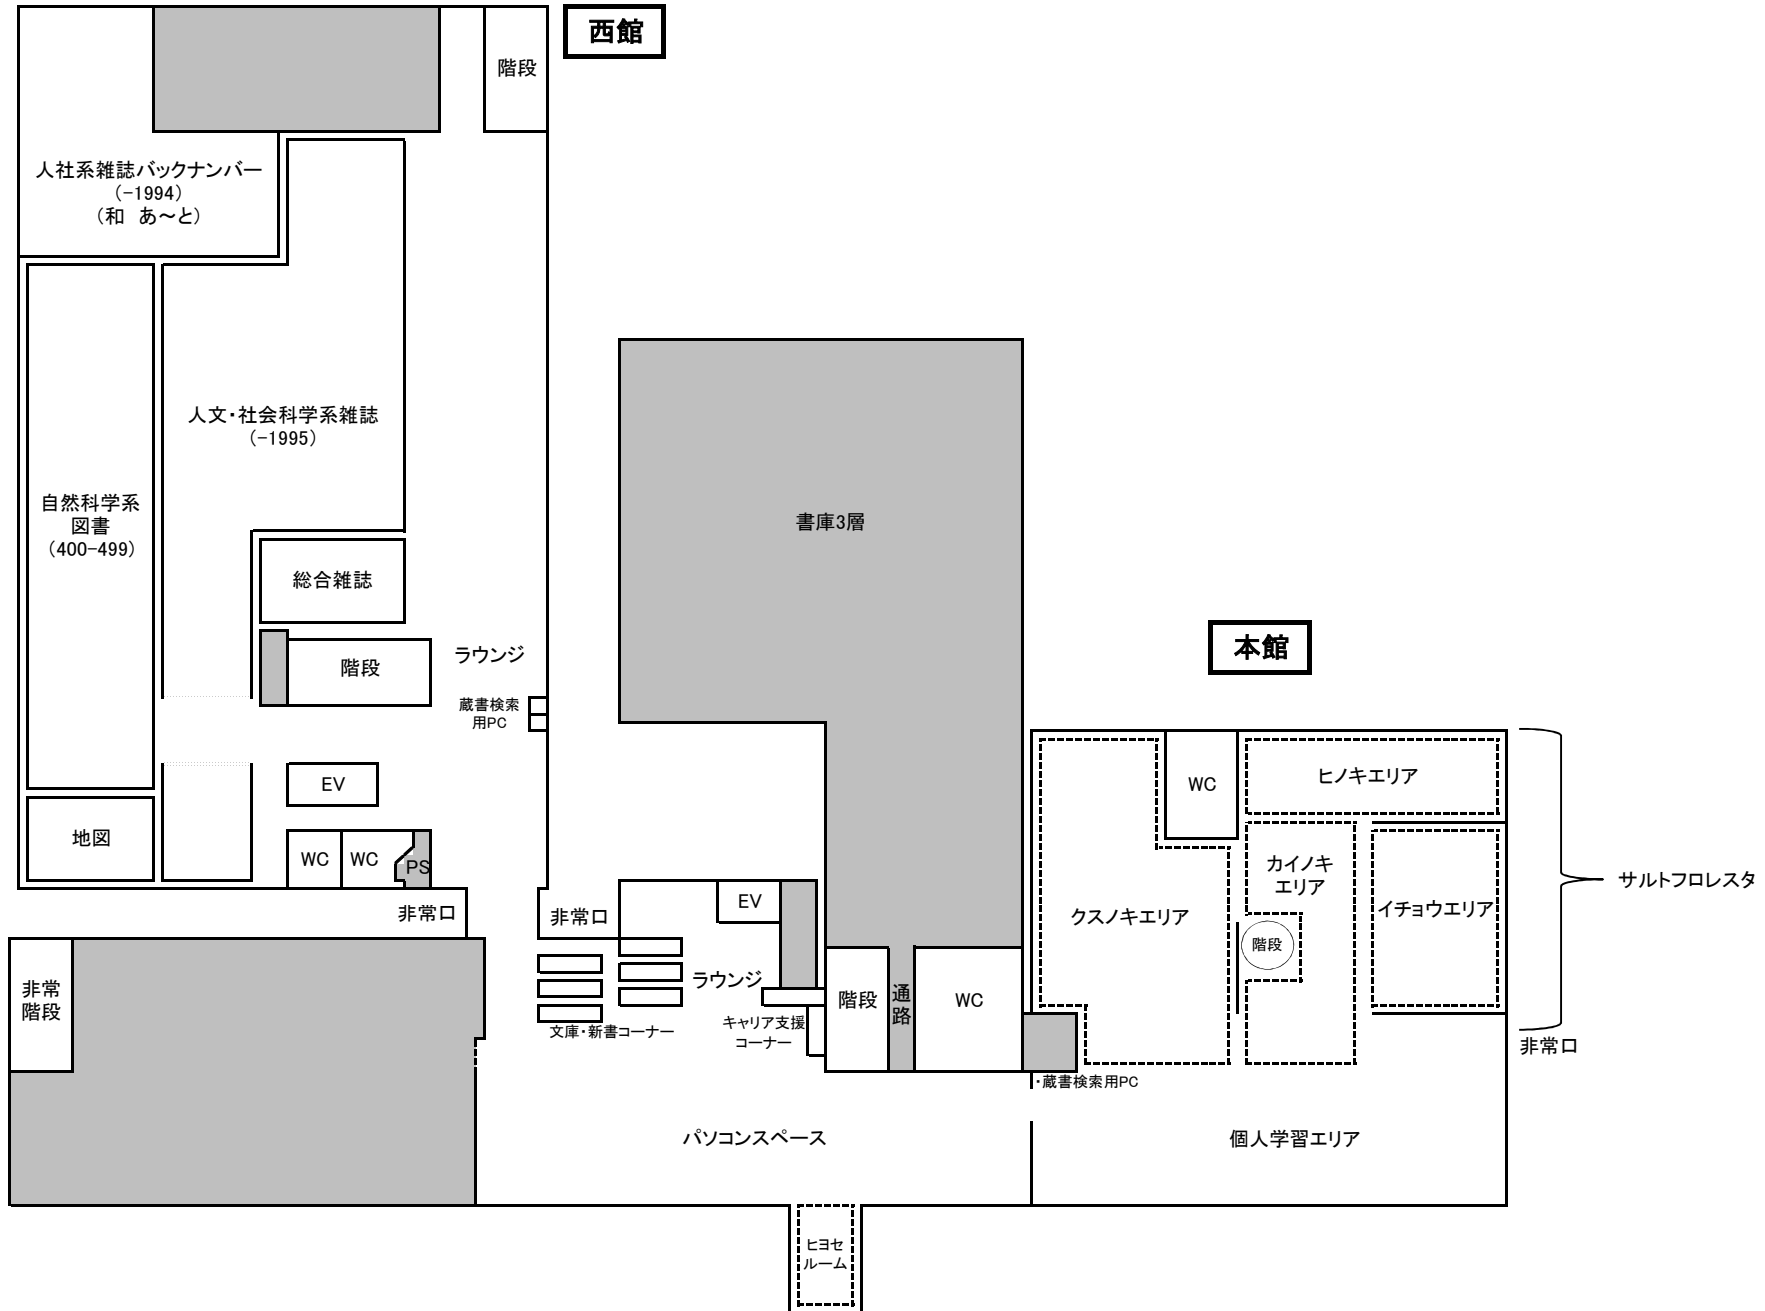 西館
階段
人社系雑誌バックナンバー
(-1994)
(和　あ～と)
人文・社会科学系雑誌
(-1995)
自然科学系
図書
(400-499)
総合雑誌
階段
ラウンジ
蔵書検索
用PC
EV
地図
WC
WC
PS
非常口
非常口
書庫3層
本館
WC
ヒノキエリア
カイノキ
エリア
イチョウエリア
クスノキエリア
階段
サルトフロレスタ
非常口
EV
ラウンジ
非常
階段
階段
通路
WC
文庫・新書コーナー
キャリア支援
コーナー
・蔵書検索用PC
パソコンスペース
個人学習エリア
ヒヨセ
ルーム